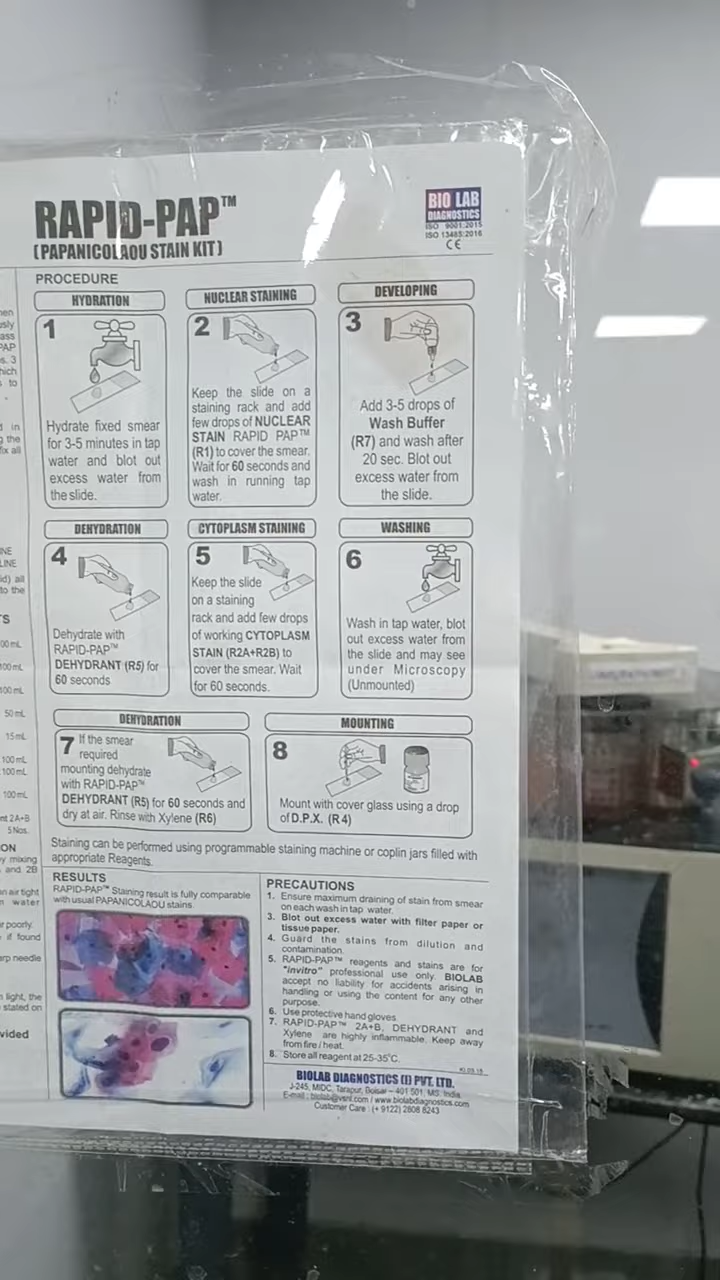 RAPID-PAP™
(PAPANICOLAOU STAIN KIT)
BIO LAB
DIAGNOSTICS
ISO 9001:2015
ISO 13485:2016
CE
PROCEDURE
HYDRATION
1
Hydrate fixed smear
for 3-5 minutes in tap
water and blot out
excess water from
the slide.
NUCLEAR STAINING
2
Keep the slide on a
staining rack and add
few drops of NUCLEAR
STAIN RAPID PAP™
(R1) to cover the smear.
Wait for 60 seconds and
wash in running tap
water.
DEVELOPING
3
Add 3-5 drops of
Wash Buffer
(R7) and wash after
20 sec. Blot out
excess water from
the slide.
DEHYDRATION
4
Dehydrate with
RAPID-PAP™
DEHYDRANT (R5) for
60 seconds
CYTOPLASM STAINING
5
Keep the slide
on a staining
rack and add few drops
of working CYTOPLASM
STAIN (R2A+R2B) to
cover the smear. Wait
for 60 seconds.
WASHING
6
Wash in tap water, blot
out excess water from
the slide and may see
under Microscopy
(Unmounted)
DEHYDRATION
7 If the smear
required
mounting dehydrate
with RAPID-PAP™
DEHYDRANT (R5) for 60 seconds and
dry at air. Rinse with Xylene (R6)
MOUNTING
8
Mount with cover glass using a drop
of D.P.X. (R4)
Staining can be performed using programmable staining machine or coplin jars filled with
appropriate Reagents.
RESULTS
RAPID-PAP™ Staining result is fully comparable
with usual PAPANICOLAOU stains
PRECAUTIONS
1. Ensure maximum draining of stain from smear
on each wash in tap water.
3. Blot out excess water with filter paper or
tissue paper.
4. Guard the stains from dilution and
contamination.
5. RAPID-PAP™ reagents and stains are for
"invitro" professional use only. BIOLAB
accept no liability for accidents arising in
handling or using the content for any other
purpose.
6. Use protective hand gloves.
7. RAPID-PAP™ 2A+B, DEHYDRANT and
Xylene are highly inflammable. Keep away
from fire / heat.
8. Store all reagent at 25-35°C.
BIOLAB DIAGNOSTICS (I) PVT. LTD.
J-245, MIDC, Tarapur, Boisar - 401 501, MS. India.
E-mail : biolab@vsnl.com / www.biolabdiagnostics.com
Customer Care : (+ 9122) 2808 8243